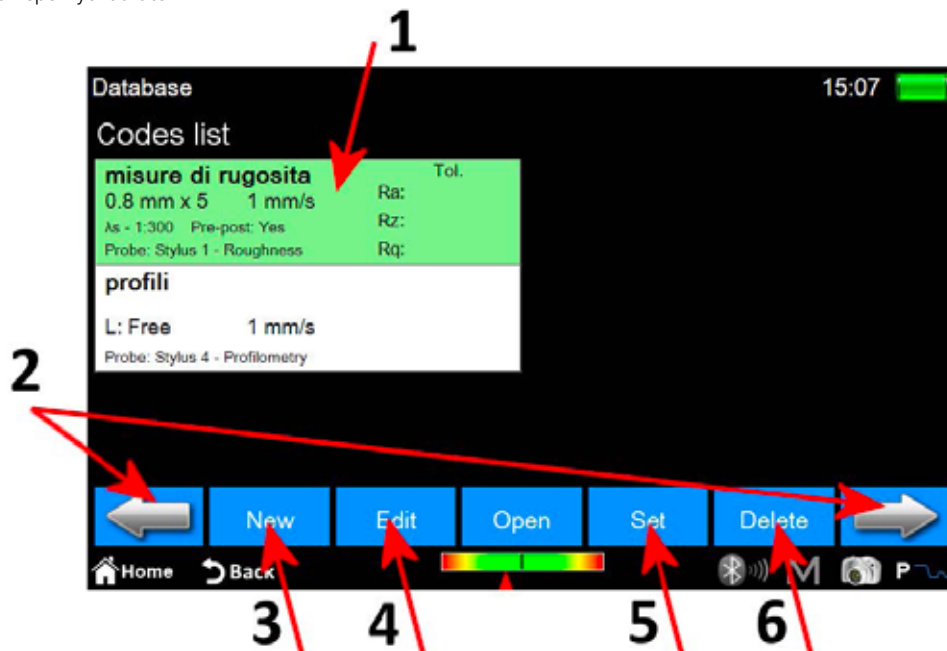 1
Database 15:07
Codes list
misure di rugosita Tol.
0.8 mm x 5 1 mm/s Ra:
λs - 1:300 Pre-post: Yes Rz:
Probe: Stylus 1 - Roughness Rq:
profili
L: Free 1 mm/s
Probe: Stylus 4 - Profilometry
2
New Edit Open Set Delete
Home Back M P
3 4 5 6